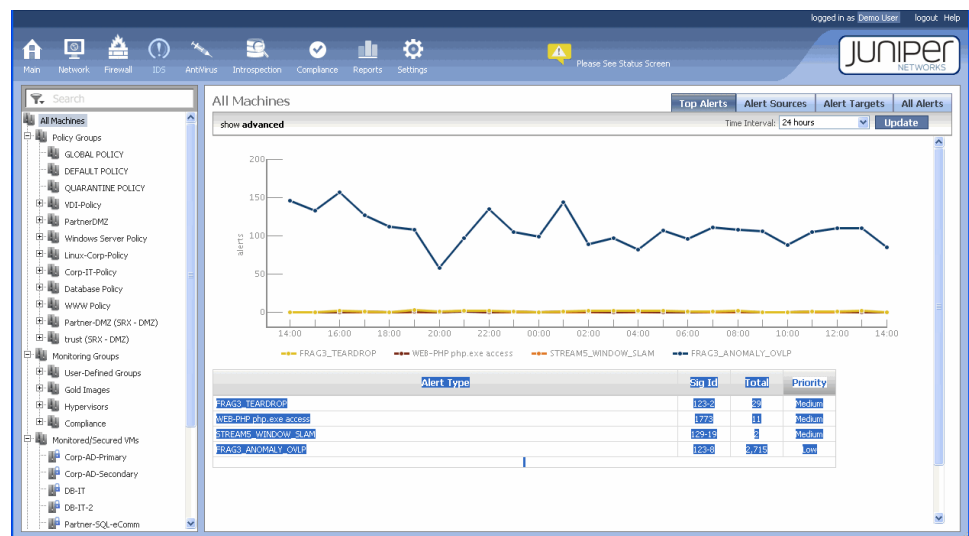 logged in as Demo User logout Help
Main Network Firewall IDS AntiVirus Introspection Compliance Reports Settings
Please See Status Screen
JUNIPER
NETWORKS
Search
All Machines
Policy Groups
GLOBAL POLICY
DEFAULT POLICY
QUARANTINE POLICY
VDI-Policy
PartnerDMZ
Windows Server Policy
Linux-Corp-Policy
Corp-IT-Policy
Database Policy
WWW Policy
Partner-DMZ (SRX - DMZ)
trust (SRX - DMZ)
Monitoring Groups
User-Defined Groups
Gold Images
Hypervisors
Compliance
Monitored/Secured VMs
Corp-AD-Primary
Corp-AD-Secondary
DB-IT
DB-IT-2
Partner-SQL-eComm
All Machines
Top Alerts Alert Sources Alert Targets All Alerts
show advanced
Time Interval: 24 hours Update
200
150
100
50
0
alerts
14:00 16:00 18:00 20:00 22:00 00:00 02:00 04:00 06:00 08:00 10:00 12:00 14:00
FRAG3_TEARDROP WEB-PHP php.exe access STREAM5_WINDOW_SLAM FRAG3_ANOMALY_OVLP
Alert Type Sig Id Total Priority
FRAG3_TEARDROP 123-2 29 Medium
WEB-PHP php.exe access 1773 11 Medium
STREAM5_WINDOW_SLAM 129-19 2 Medium
FRAG3_ANOMALY_OVLP 123-8 2,715 Low